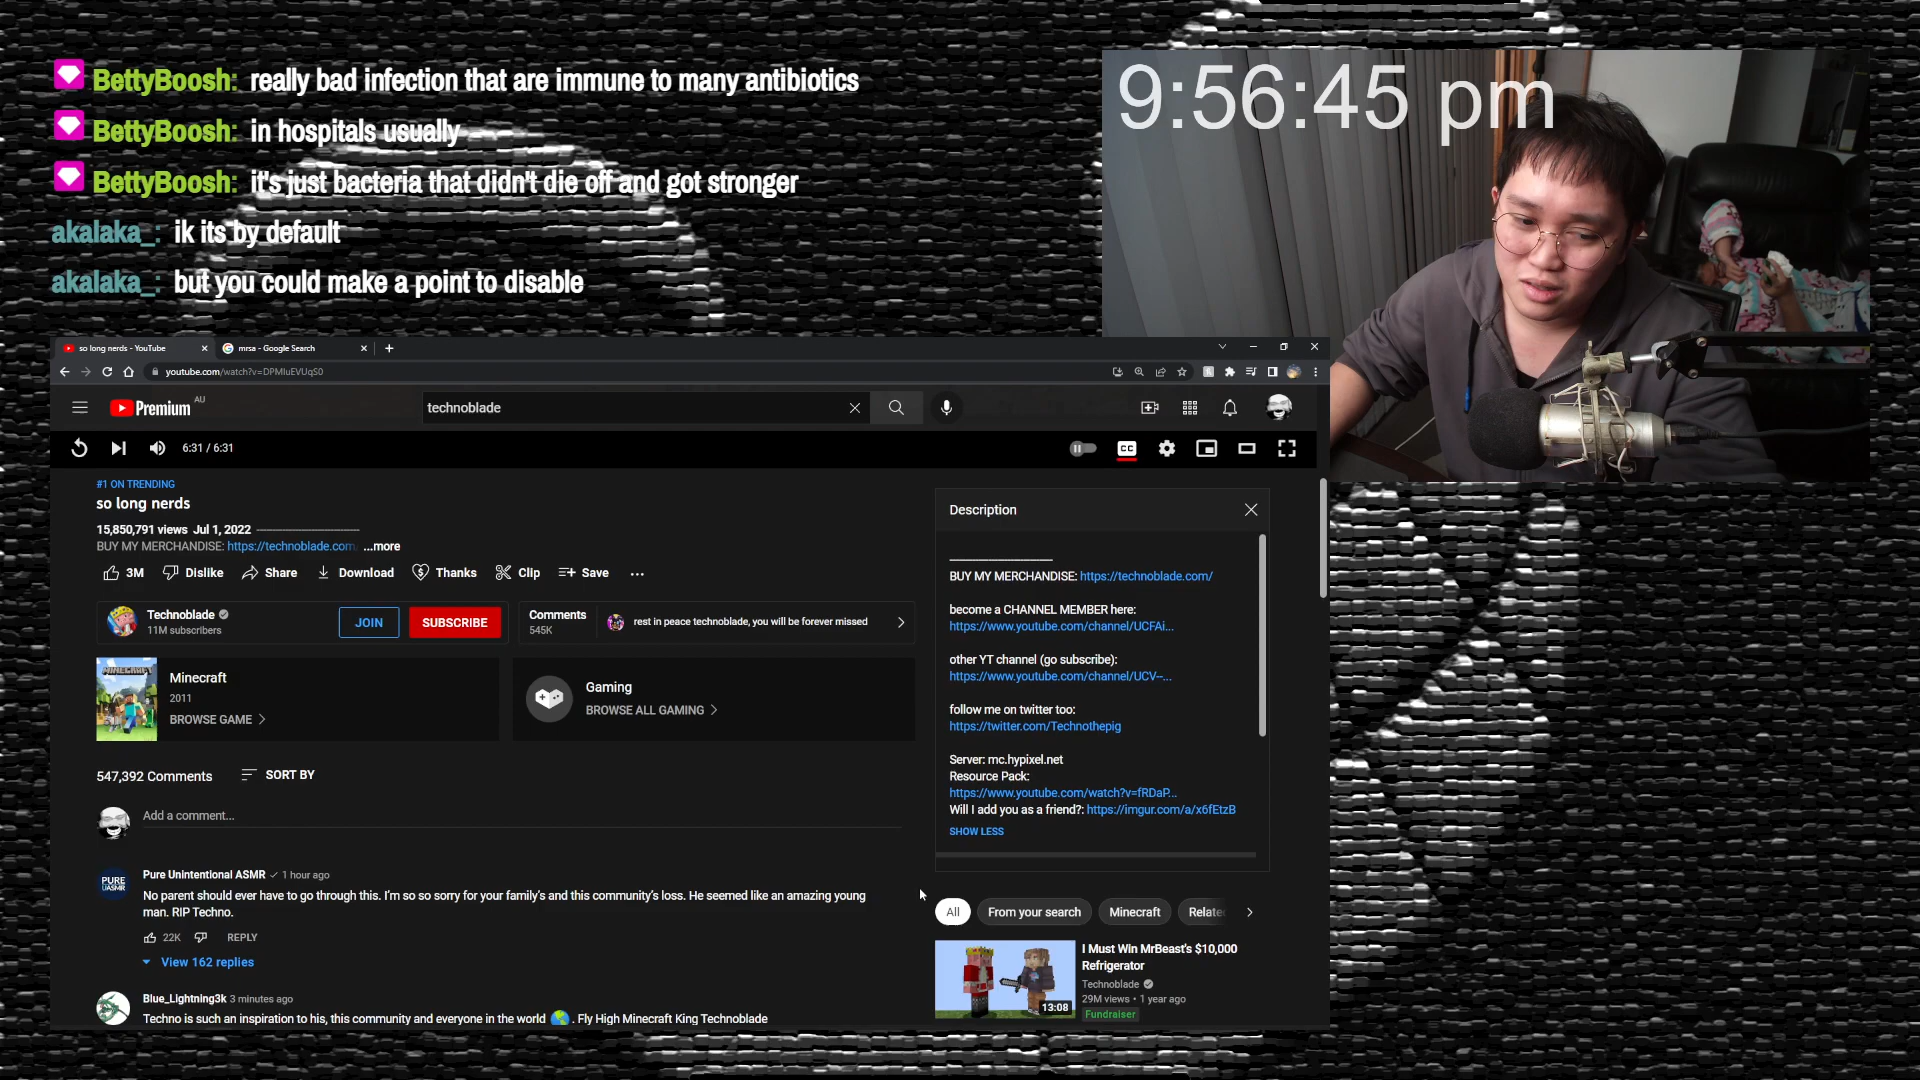 BettyBoosh: really bad infection that are immune to many antibiotics
BettyBoosh: in hospitals usually
BettyBoosh: it's just bacteria that didn't die off and got stronger
akalaka_: ik its by default
akalaka_: but you could make a point to disable
9:56:45 pm
so long nerds - YouTube
mrsa - Google Search
youtube.com/watch?v=DPMluEVUqS0
Premium AU
technoblade
6:31 / 6:31
CC
#1 ON TRENDING
so long nerds
15,850,791 views Jul 1, 2022
BUY MY MERCHANDISE: https://technoblade.com ...more
3M Dislike Share Download Thanks Clip Save
Technoblade
11M subscribers
JOIN
SUBSCRIBE
Comments
545K
rest in peace technoblade, you will be forever missed
MINECRAFT
Minecraft
2011
BROWSE GAME
Gaming
BROWSE ALL GAMING
547,392 Comments
SORT BY
Add a comment...
PURE
UASMR
Pure Unintentional ASMR 1 hour ago
No parent should ever have to go through this. I'm so so sorry for your family's and this community's loss. He seemed like an amazing young
man. RIP Techno.
22K REPLY
View 162 replies
Blue_Lightning3k 3 minutes ago
Techno is such an inspiration to his, this community and everyone in the world 🌏 . Fly High Minecraft King Technoblade
Description
BUY MY MERCHANDISE: https://technoblade.com/
become a CHANNEL MEMBER here:
https://www.youtube.com/channel/UCFAi...
other YT channel (go subscribe):
https://www.youtube.com/channel/UCV--...
follow me on twitter too:
https://twitter.com/Technothepig
Server: mc.hypixel.net
Resource Pack:
https://www.youtube.com/watch?v=fRDaP...
Will I add you as a friend?: https://imgur.com/a/x6fEtzB
SHOW LESS
All
From your search
Minecraft
Relate
13:08
I Must Win MrBeast's $10,000
Refrigerator
Technoblade
29M views • 1 year ago
Fundraiser